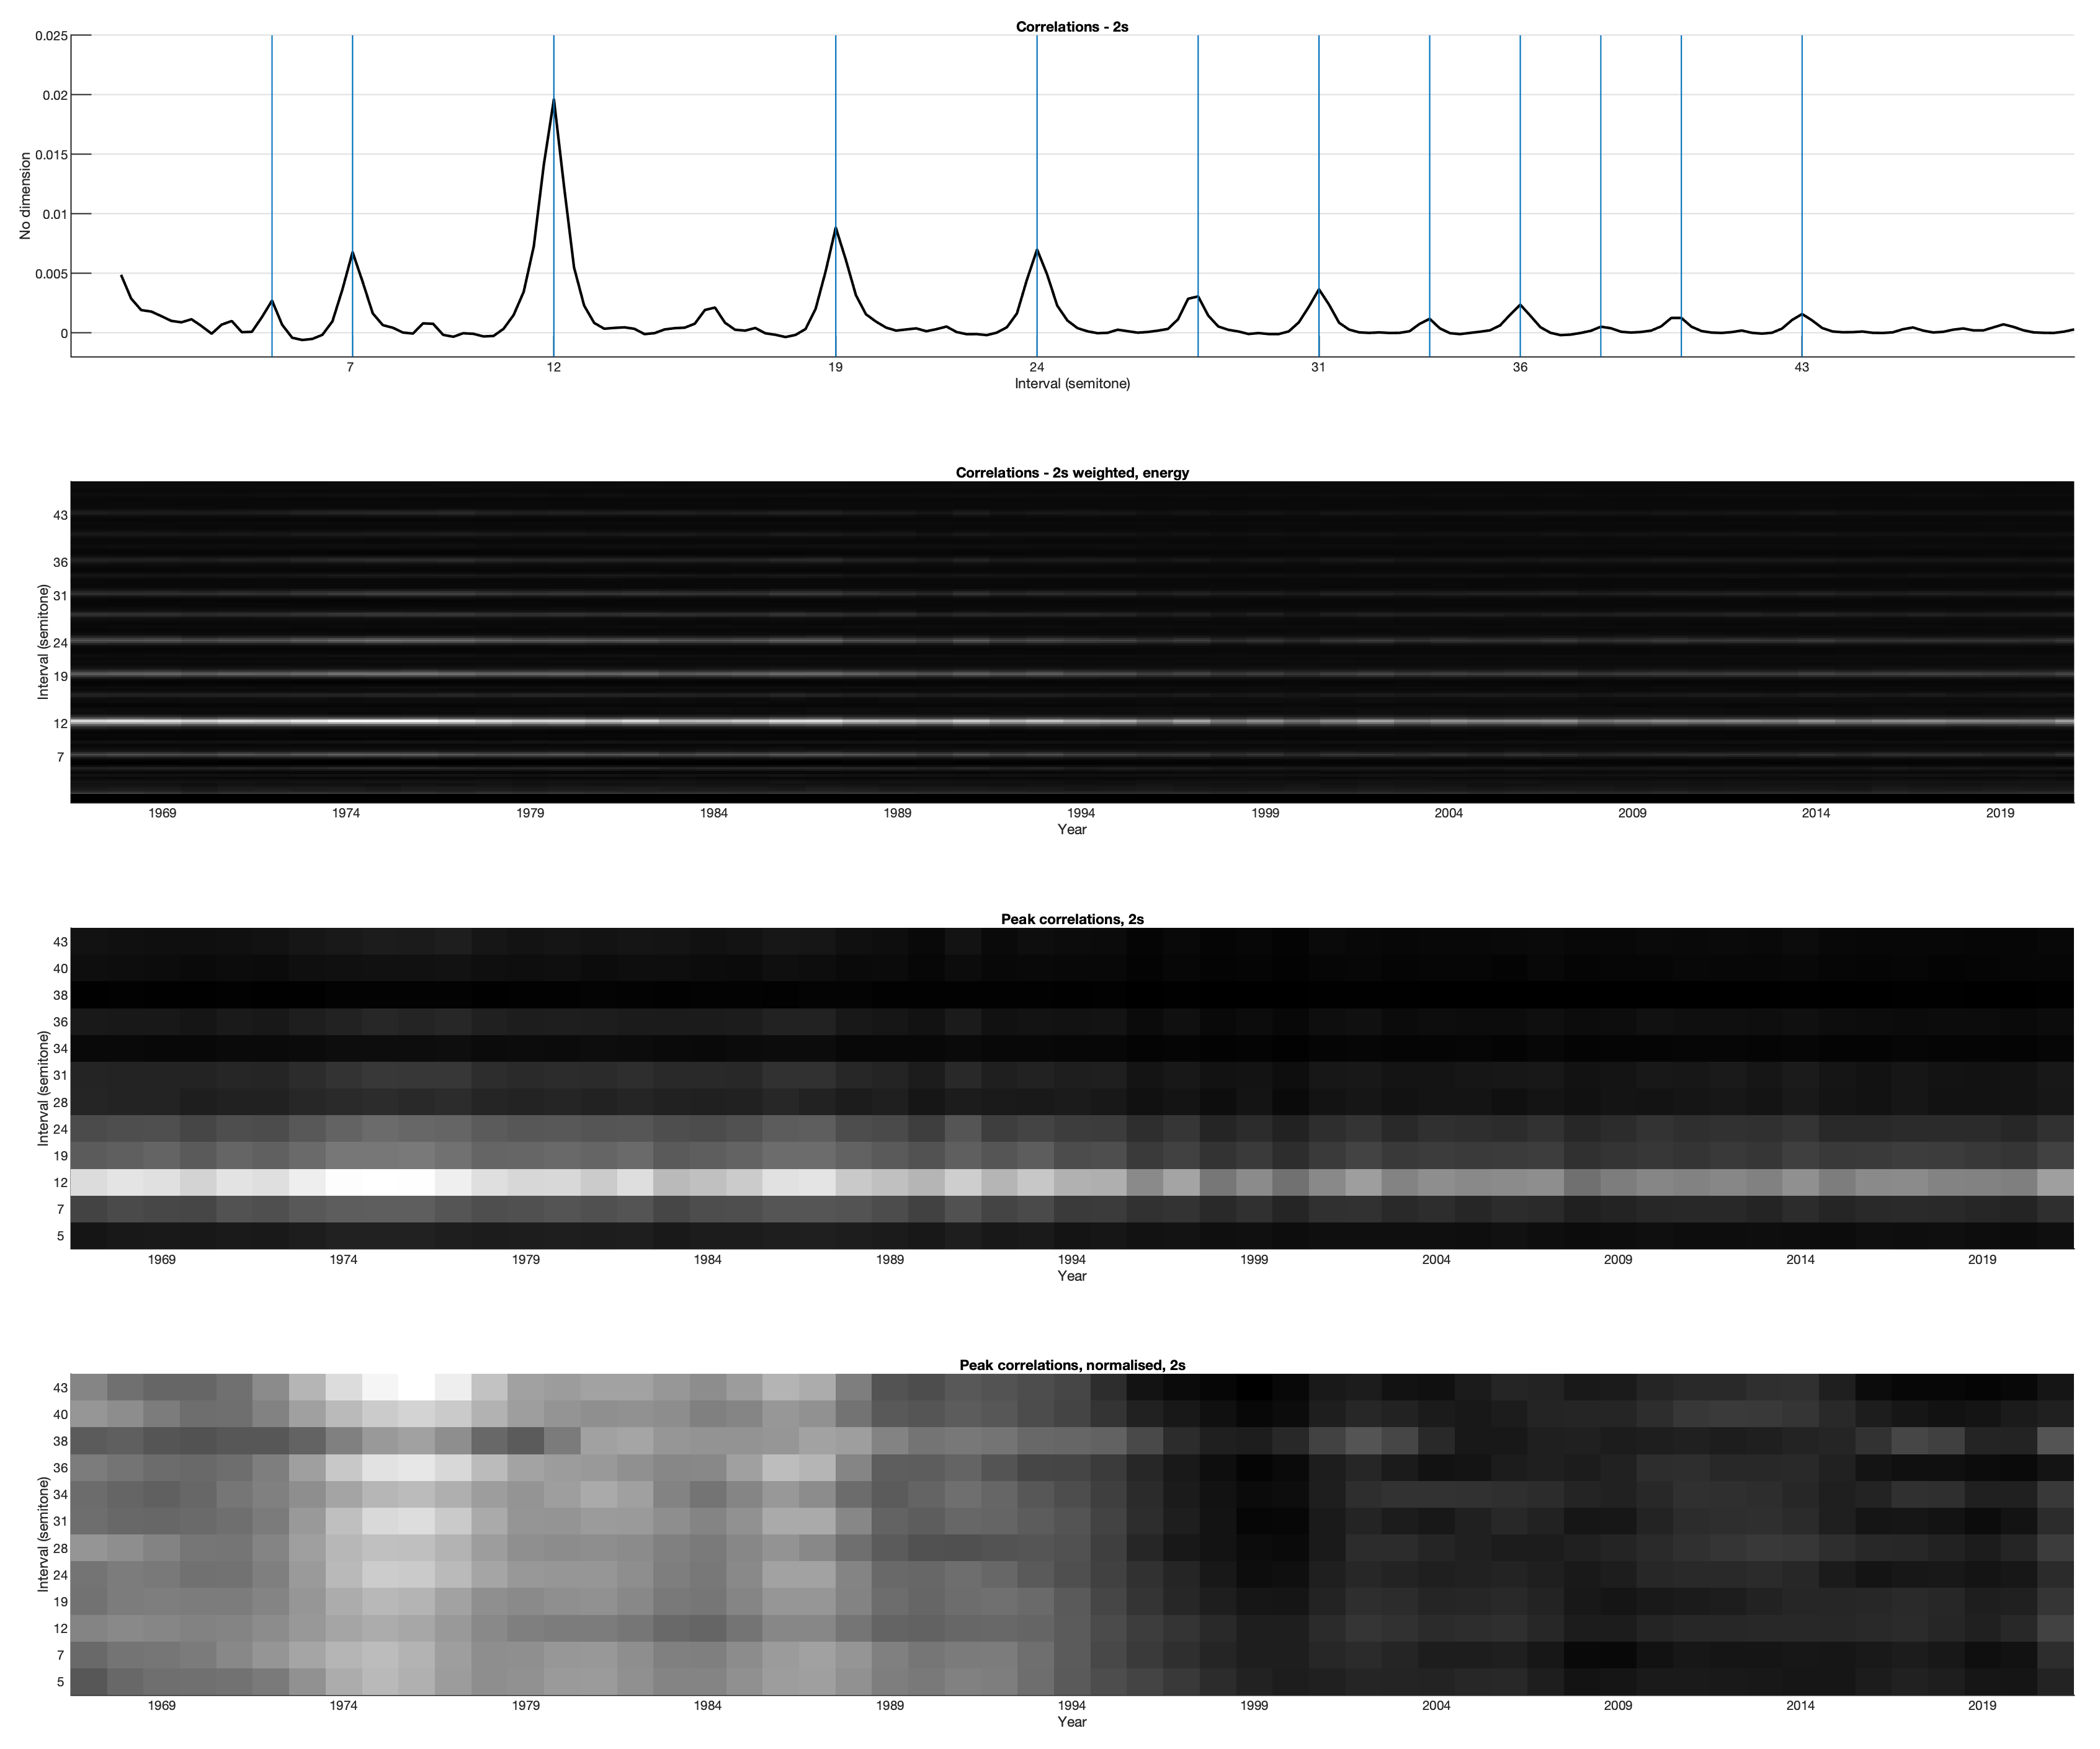 Correlations - 2s
0.025
0.02
0.015
0.01
0.005
0
No dimension
7 12 19 24 31 36 43
Interval (semitone)
Correlations - 2s weighted, energy
43
36
31
24
19
12
7
Interval (semitone)
1969 1974 1979 1984 1989 1994 1999 2004 2009 2014 2019
Year
Peak correlations, 2s
43
40
38
36
34
31
28
24
19
12
7
5
Interval (semitone)
1969 1974 1979 1984 1989 1994 1999 2004 2009 2014 2019
Year
Peak correlations, normalised, 2s
43
40
38
36
34
31
28
24
19
12
7
5
Interval (semitone)
1969 1974 1979 1984 1989 1994 1999 2004 2009 2014 2019
Year